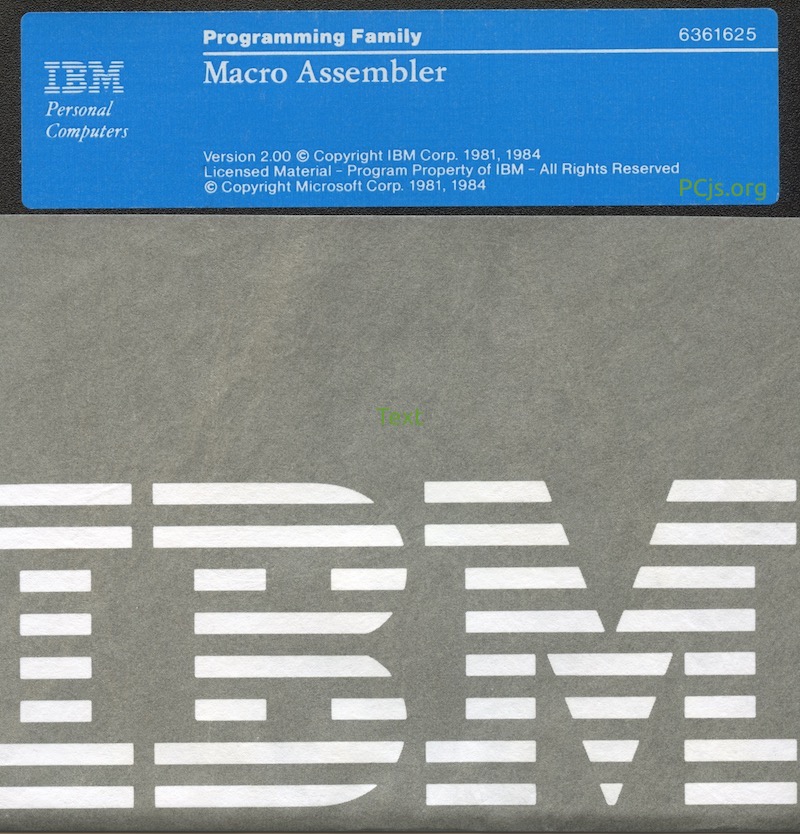 Programming Family 6361625
IBM
Macro Assembler
Personal
Computers
Version 2.00 © Copyright IBM Corp. 1981, 1984
Licensed Material - Program Property of IBM - All Rights Reserved
© Copyright Microsoft Corp. 1981, 1984
PCjs.org
Text
IBM